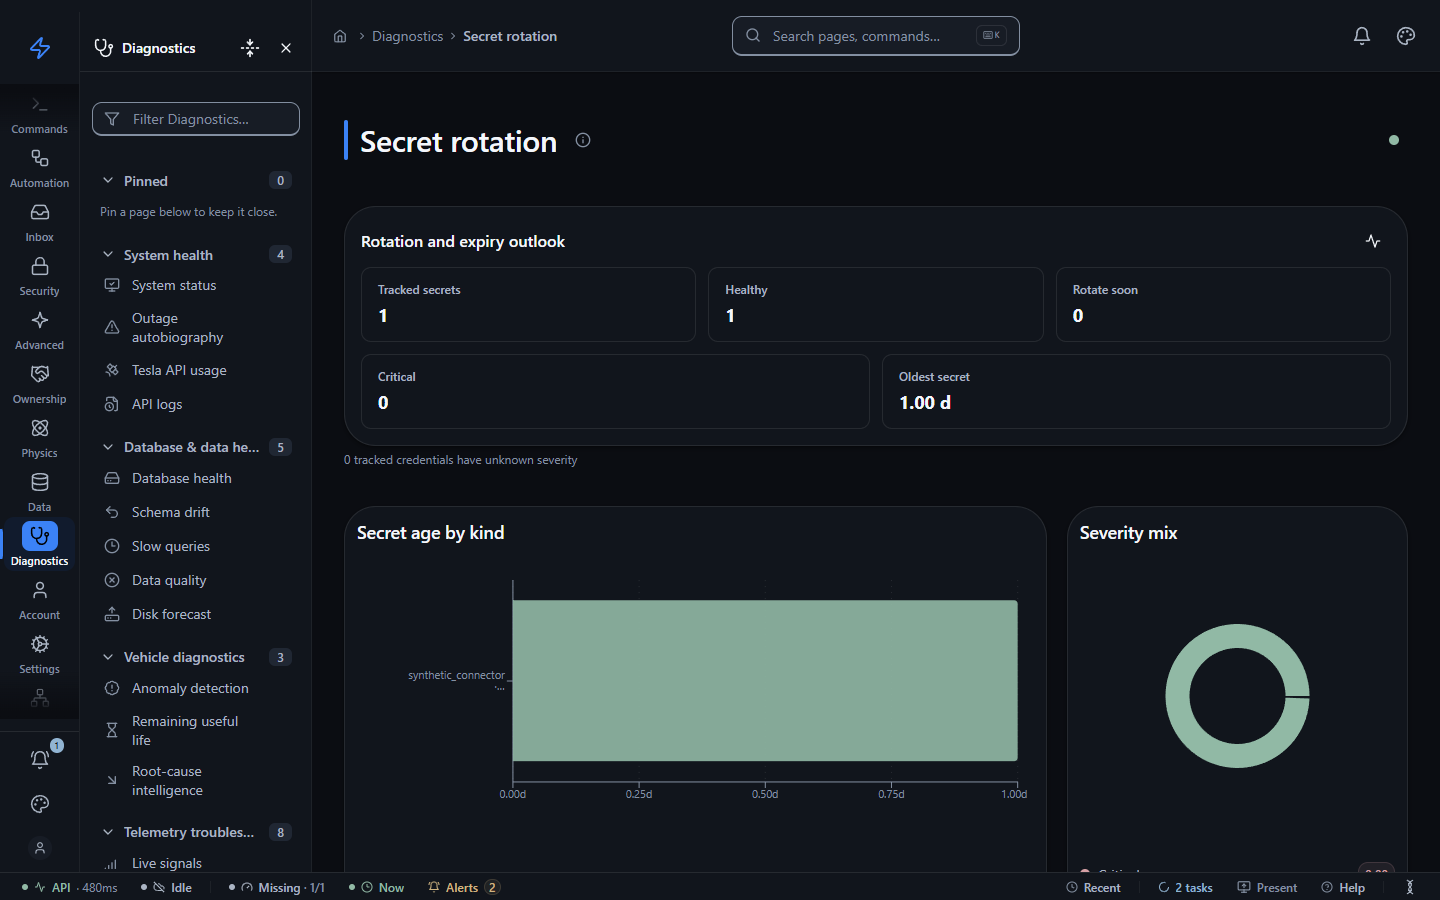 Diagnostics
Diagnostics
Secret rotation
Search pages, commands...
K
Commands
Automation
Inbox
Security
Advanced
Ownership
Physics
Data
Diagnostics
Account
Settings
1
Filter Diagnostics...
Pinned
0
Pin a page below to keep it close.
System health
4
System status
Outage
autobiography
Tesla API usage
API logs
Database & data he...
5
Database health
Schema drift
Slow queries
Data quality
Disk forecast
Vehicle diagnostics
3
Anomaly detection
Remaining useful
life
Root-cause
intelligence
Telemetry troubles...
8
Live signals
Secret rotation
Rotation and expiry outlook
Tracked secrets
1
Healthy
1
Rotate soon
0
Critical
0
Oldest secret
1.00 d
0 tracked credentials have unknown severity
Secret age by kind
synthetic_connector
·...
0.00d
0.25d
0.50d
0.75d
1.00d
Severity mix
API · 480ms
Idle
Missing · 1/1
Now
Alerts 2
Recent
2 tasks
Present
Help